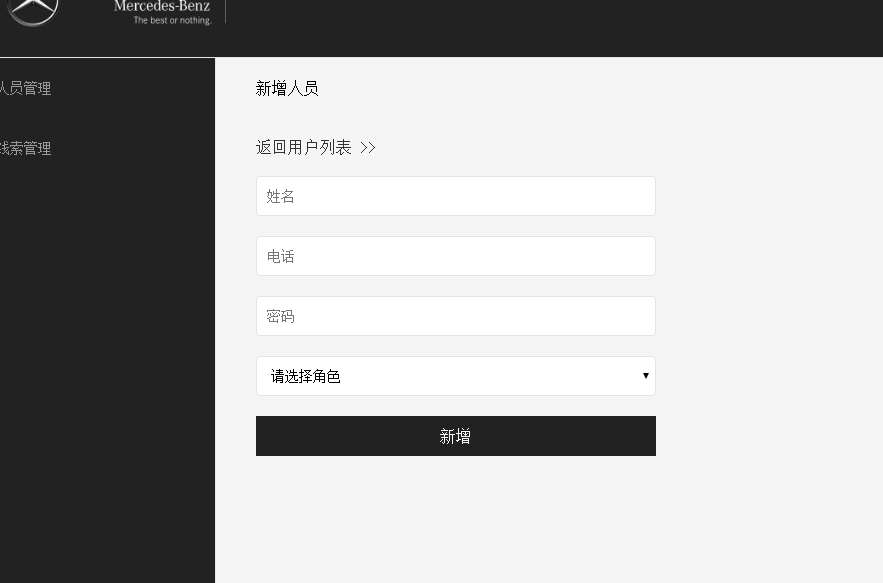 Mercedes-Benz
The best or nothing.
人员管理
线索管理
新增人员
返回用户列表 >>
姓名
电话
密码
请选择角色
新增